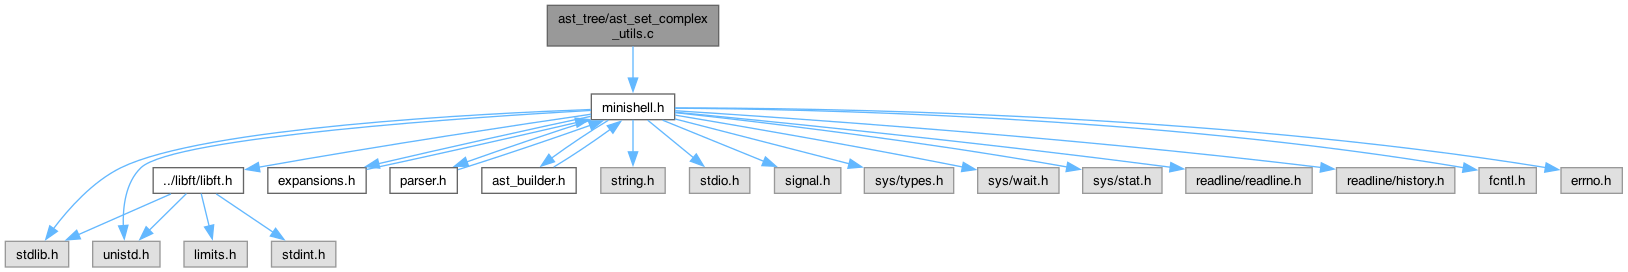 ast_tree/ast_set_complex
_utils.c
minishell.h
../libft/libft.h
expansions.h
parser.h
ast_builder.h
string.h
stdio.h
signal.h
sys/types.h
sys/wait.h
sys/stat.h
readline/readline.h
readline/history.h
fcntl.h
errno.h
stdlib.h
unistd.h
limits.h
stdint.h